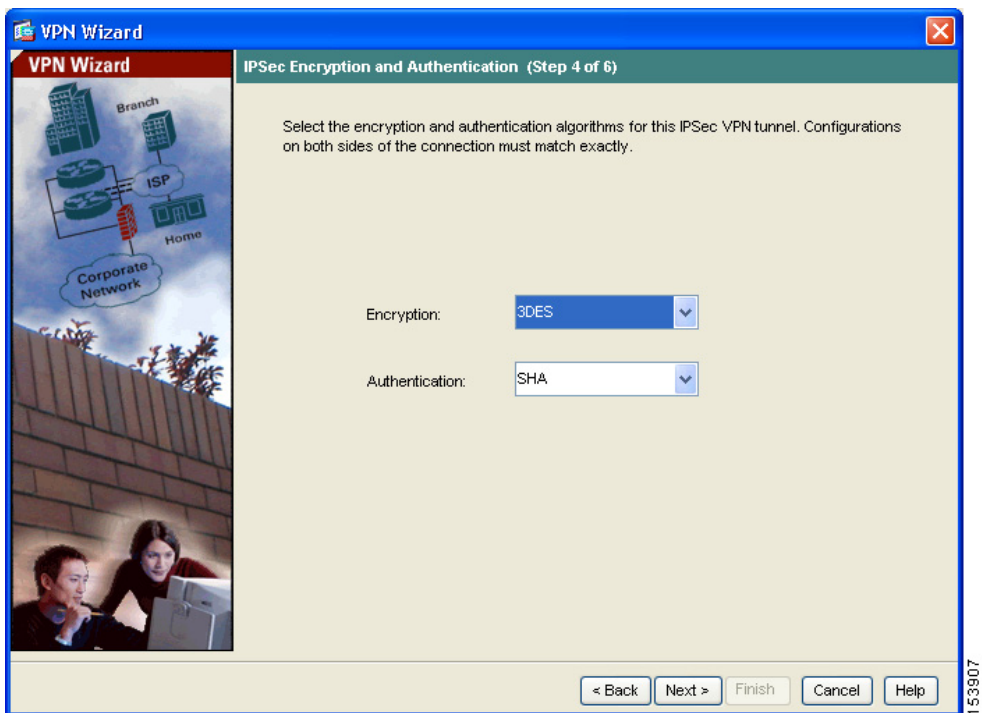 VPN Wizard
VPN Wizard
IPSec Encryption and Authentication (Step 4 of 6)
Branch
ISP
Home
Corporate
Network
Select the encryption and authentication algorithms for this IPSec VPN tunnel. Configurations
on both sides of the connection must match exactly.
Encryption: 3DES
Authentication: SHA
< Back Next > Finish Cancel Help
153907